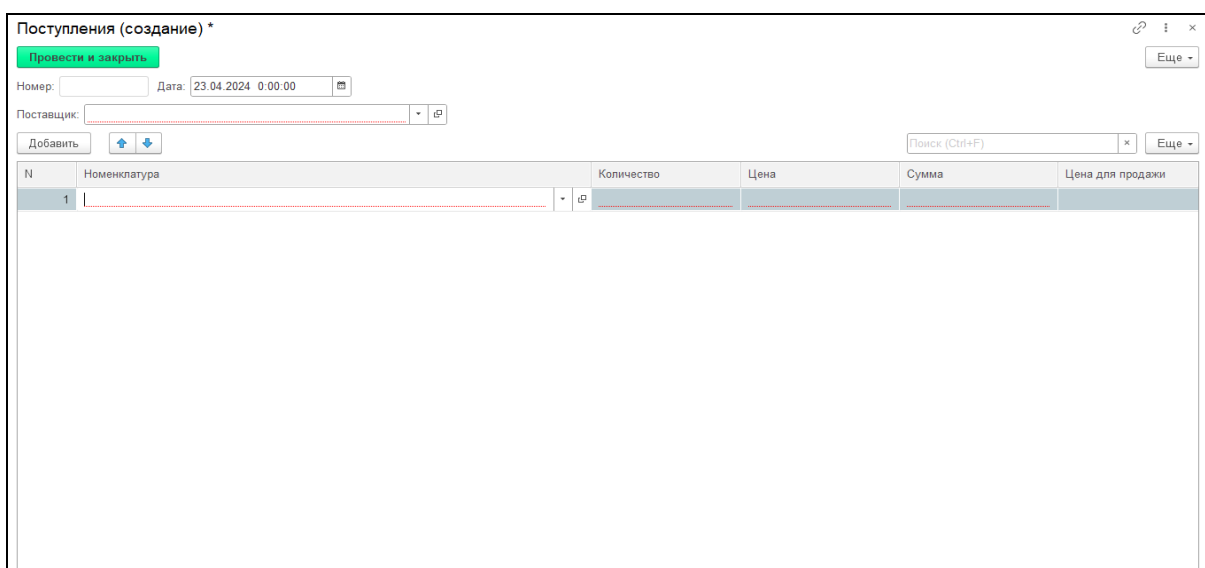 Поступления (создание) *
Провести и закрыть Еще
Номер: Дата: 23.04.2024 0:00:00
Поставщик:
Добавить Поиск (Ctrl+F) × Еще
N Номенклатура Количество Цена Сумма Цена для продажи
1